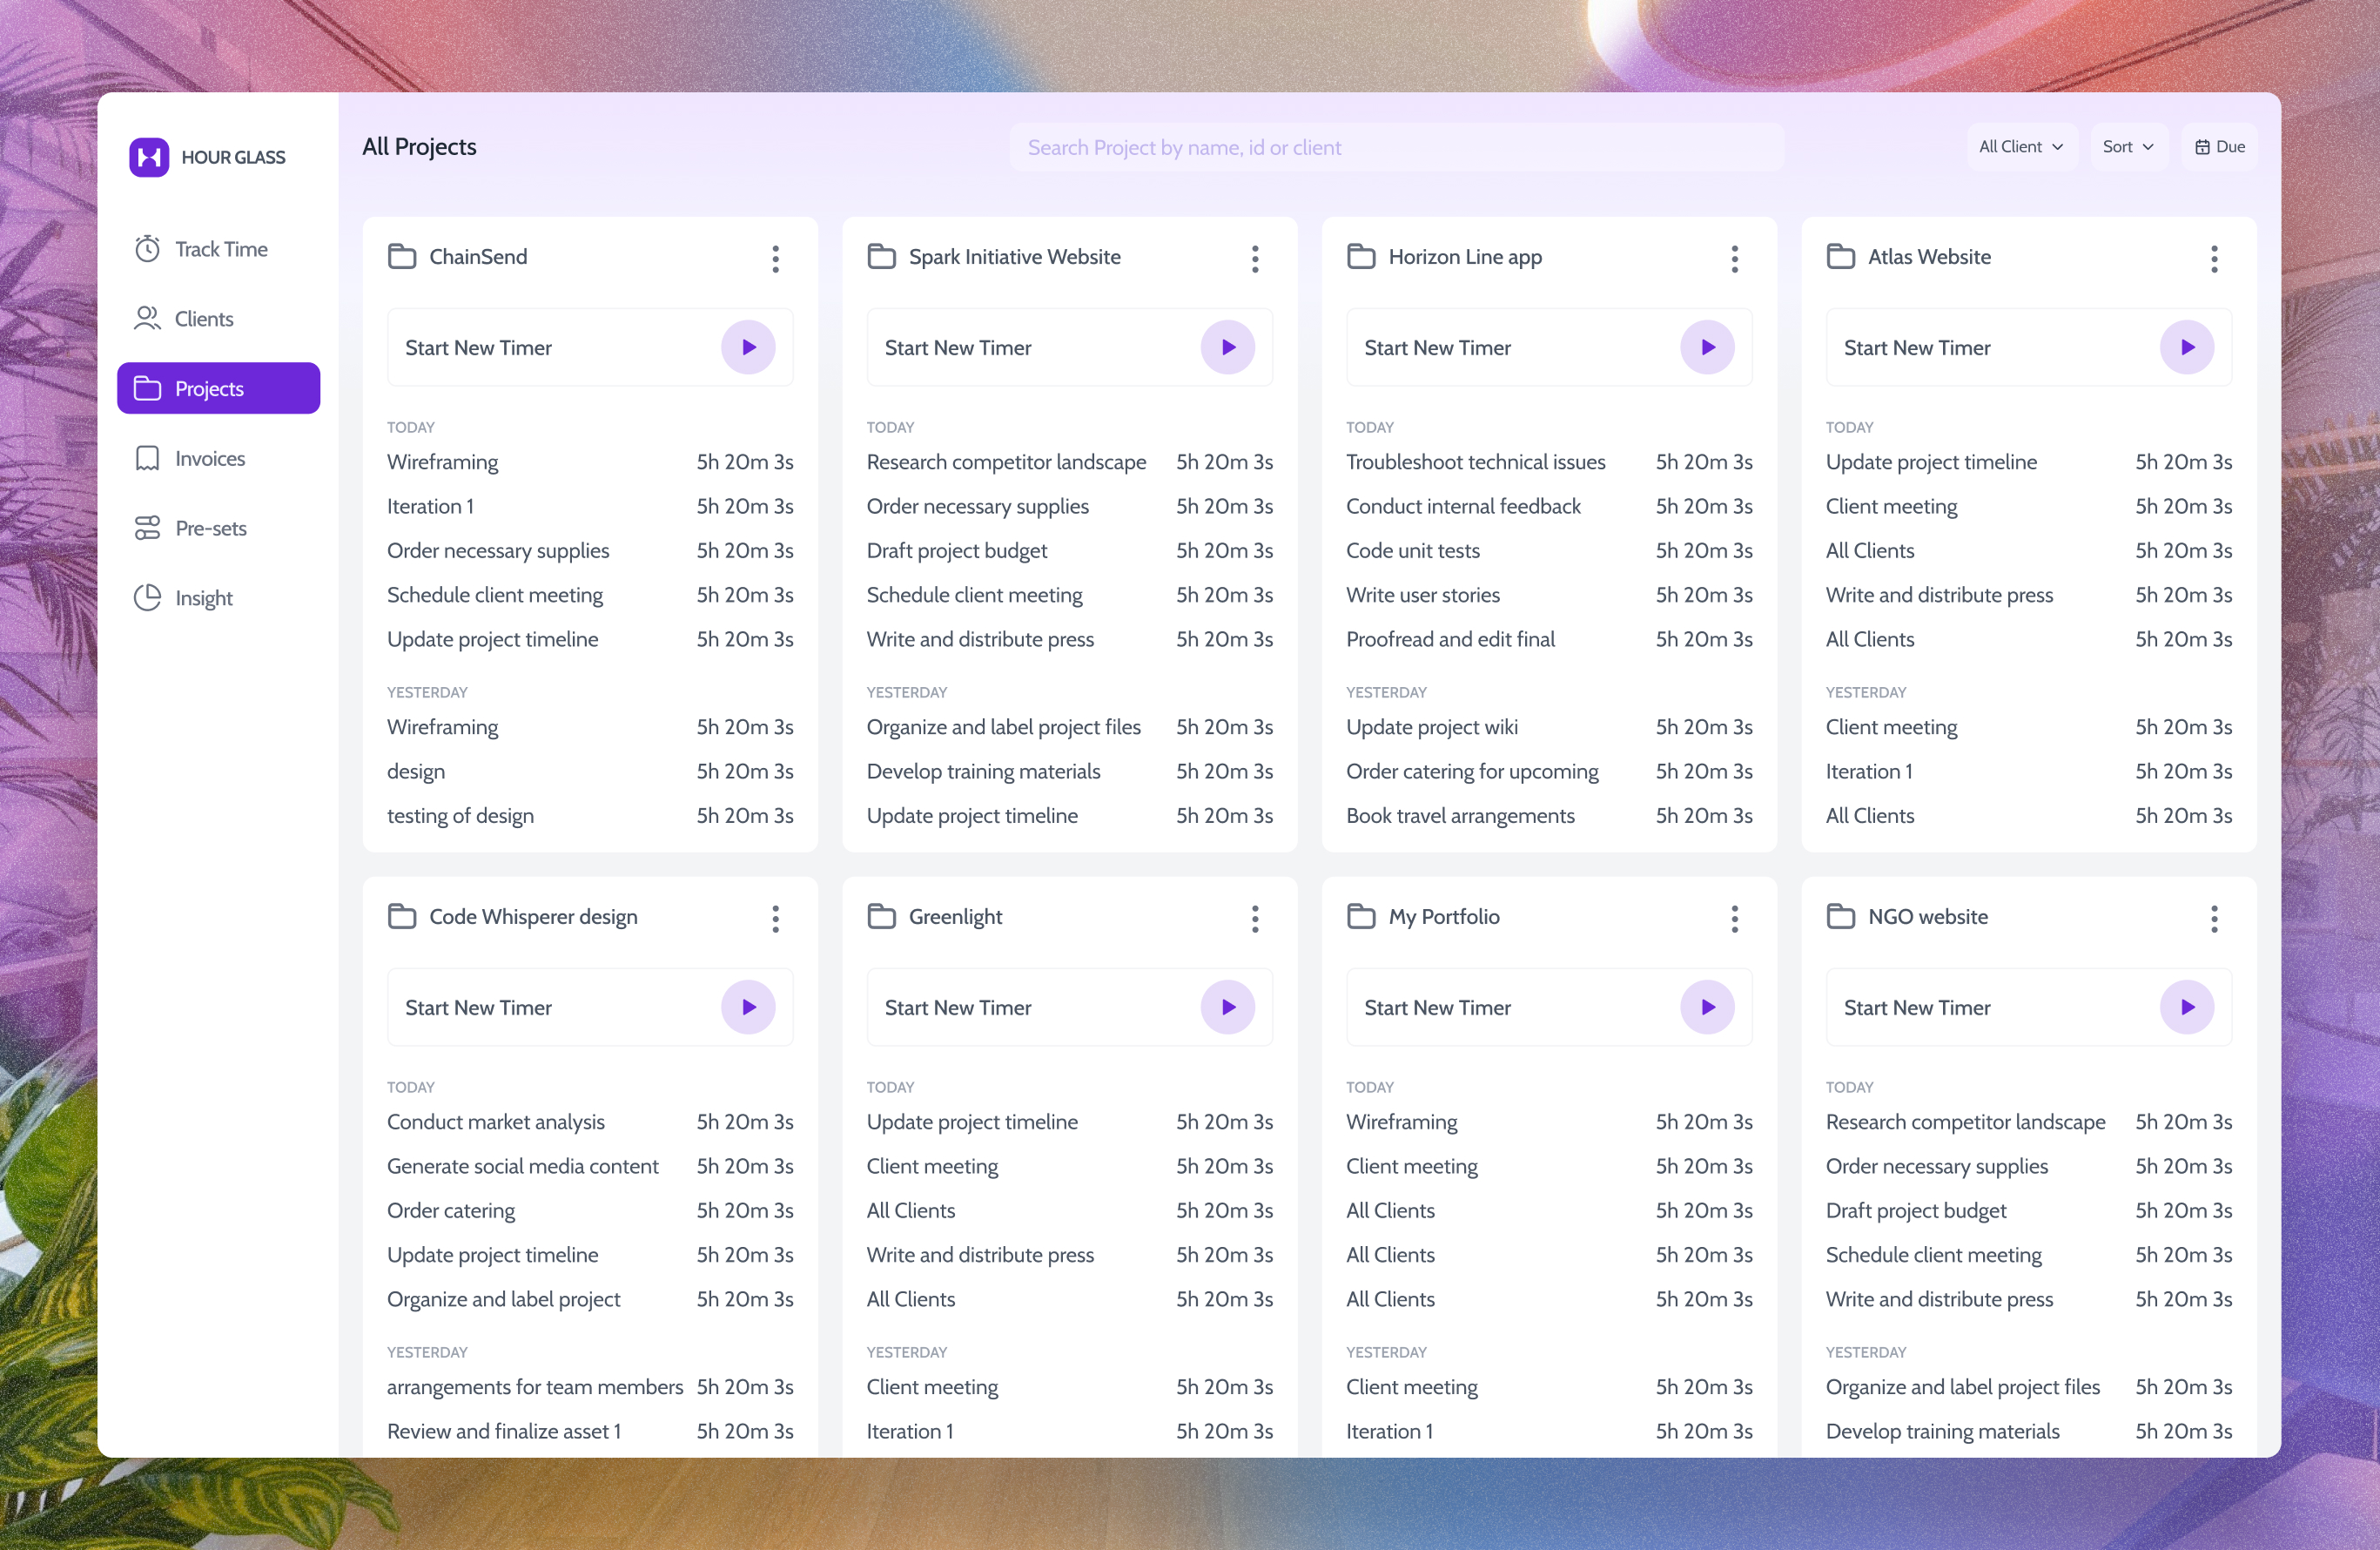 HOUR GLASS
Track Time
Clients
Projects
Invoices
Pre-sets
Insight
All Projects
Search Project by name, id or client
All Client
Sort
Due
ChainSend
Start New Timer
TODAY
Wireframing 5h 20m 3s
Iteration 1 5h 20m 3s
Order necessary supplies 5h 20m 3s
Schedule client meeting 5h 20m 3s
Update project timeline 5h 20m 3s
YESTERDAY
Wireframing 5h 20m 3s
design 5h 20m 3s
testing of design 5h 20m 3s
Spark Initiative Website
Start New Timer
TODAY
Research competitor landscape 5h 20m 3s
Order necessary supplies 5h 20m 3s
Draft project budget 5h 20m 3s
Schedule client meeting 5h 20m 3s
Write and distribute press 5h 20m 3s
YESTERDAY
Organize and label project files 5h 20m 3s
Develop training materials 5h 20m 3s
Update project timeline 5h 20m 3s
Horizon Line app
Start New Timer
TODAY
Troubleshoot technical issues 5h 20m 3s
Conduct internal feedback 5h 20m 3s
Code unit tests 5h 20m 3s
Write user stories 5h 20m 3s
Proofread and edit final 5h 20m 3s
YESTERDAY
Update project wiki 5h 20m 3s
Order catering for upcoming 5h 20m 3s
Book travel arrangements 5h 20m 3s
Atlas Website
Start New Timer
TODAY
Update project timeline 5h 20m 3s
Client meeting 5h 20m 3s
All Clients 5h 20m 3s
Write and distribute press 5h 20m 3s
All Clients 5h 20m 3s
YESTERDAY
Client meeting 5h 20m 3s
Iteration 1 5h 20m 3s
All Clients 5h 20m 3s
Code Whisperer design
Start New Timer
TODAY
Conduct market analysis 5h 20m 3s
Generate social media content 5h 20m 3s
Order catering 5h 20m 3s
Update project timeline 5h 20m 3s
Organize and label project 5h 20m 3s
YESTERDAY
arrangements for team members 5h 20m 3s
Review and finalize asset 1 5h 20m 3s
Greenlight
Start New Timer
TODAY
Update project timeline 5h 20m 3s
Client meeting 5h 20m 3s
All Clients 5h 20m 3s
Write and distribute press 5h 20m 3s
All Clients 5h 20m 3s
YESTERDAY
Client meeting 5h 20m 3s
Iteration 1 5h 20m 3s
My Portfolio
Start New Timer
TODAY
Wireframing 5h 20m 3s
Client meeting 5h 20m 3s
All Clients 5h 20m 3s
All Clients 5h 20m 3s
All Clients 5h 20m 3s
YESTERDAY
Client meeting 5h 20m 3s
Iteration 1 5h 20m 3s
NGO website
Start New Timer
TODAY
Research competitor landscape 5h 20m 3s
Order necessary supplies 5h 20m 3s
Draft project budget 5h 20m 3s
Schedule client meeting 5h 20m 3s
Write and distribute press 5h 20m 3s
YESTERDAY
Organize and label project files 5h 20m 3s
Develop training materials 5h 20m 3s